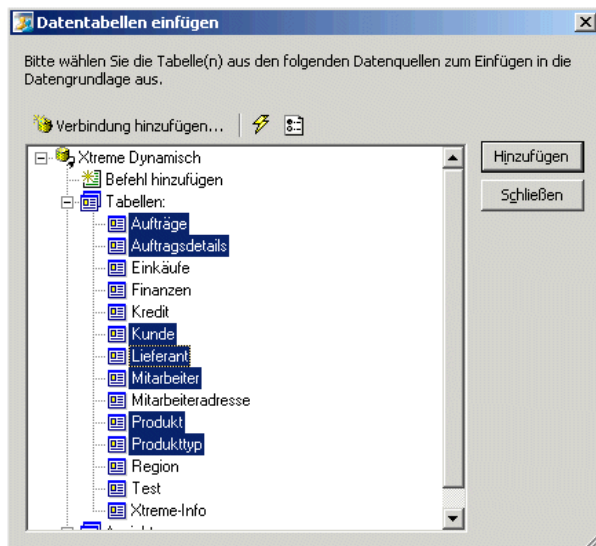 Datentabellen einfügen
Bitte wählen Sie die Tabelle(n) aus den folgenden Datenquellen zum Einfügen in die
Datengrundlage aus.
Verbindung hinzufügen...
Xtreme Dynamisch
Hinzufügen
Befehl hinzufügen
Schließen
Tabellen:
Aufträge
Auftragsdetails
Einkäufe
Finanzen
Kredit
Kunde
Lieferant
Mitarbeiter
Mitarbeiteradresse
Produkt
Produkttyp
Region
Test
Xtreme-Info